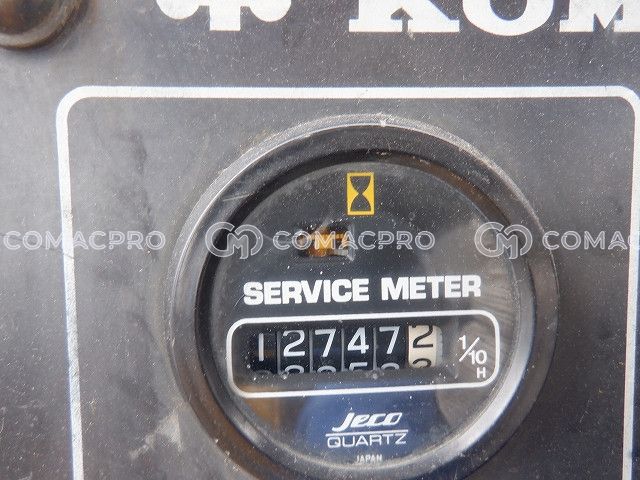 KOM
COMACPRO COMACPRO COMACPRO
SERVICE METER
127472 1/10 H
Jeco
QUARTZ
JAPAN